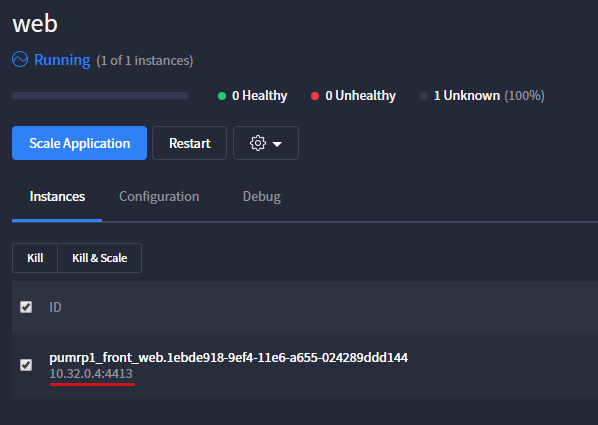 web
Running (1 of 1 instances)
0 Healthy 0 Unhealthy 1 Unknown (100%)
Scale Application Restart
Instances Configuration Debug
Kill Kill & Scale
ID
pumrp1_front_web.1ebde918-9ef4-11e6-a655-024289ddd144
10.32.0.4:4413